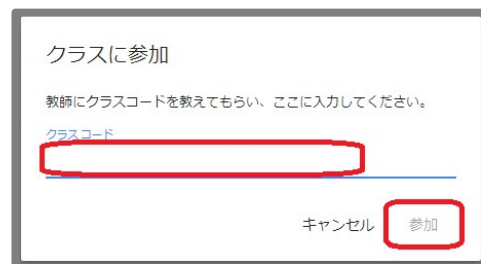 クラスに参加
教師にクラスコードを教えてもらい、ここに入力してください。
クラスコード
キャンセル 参加